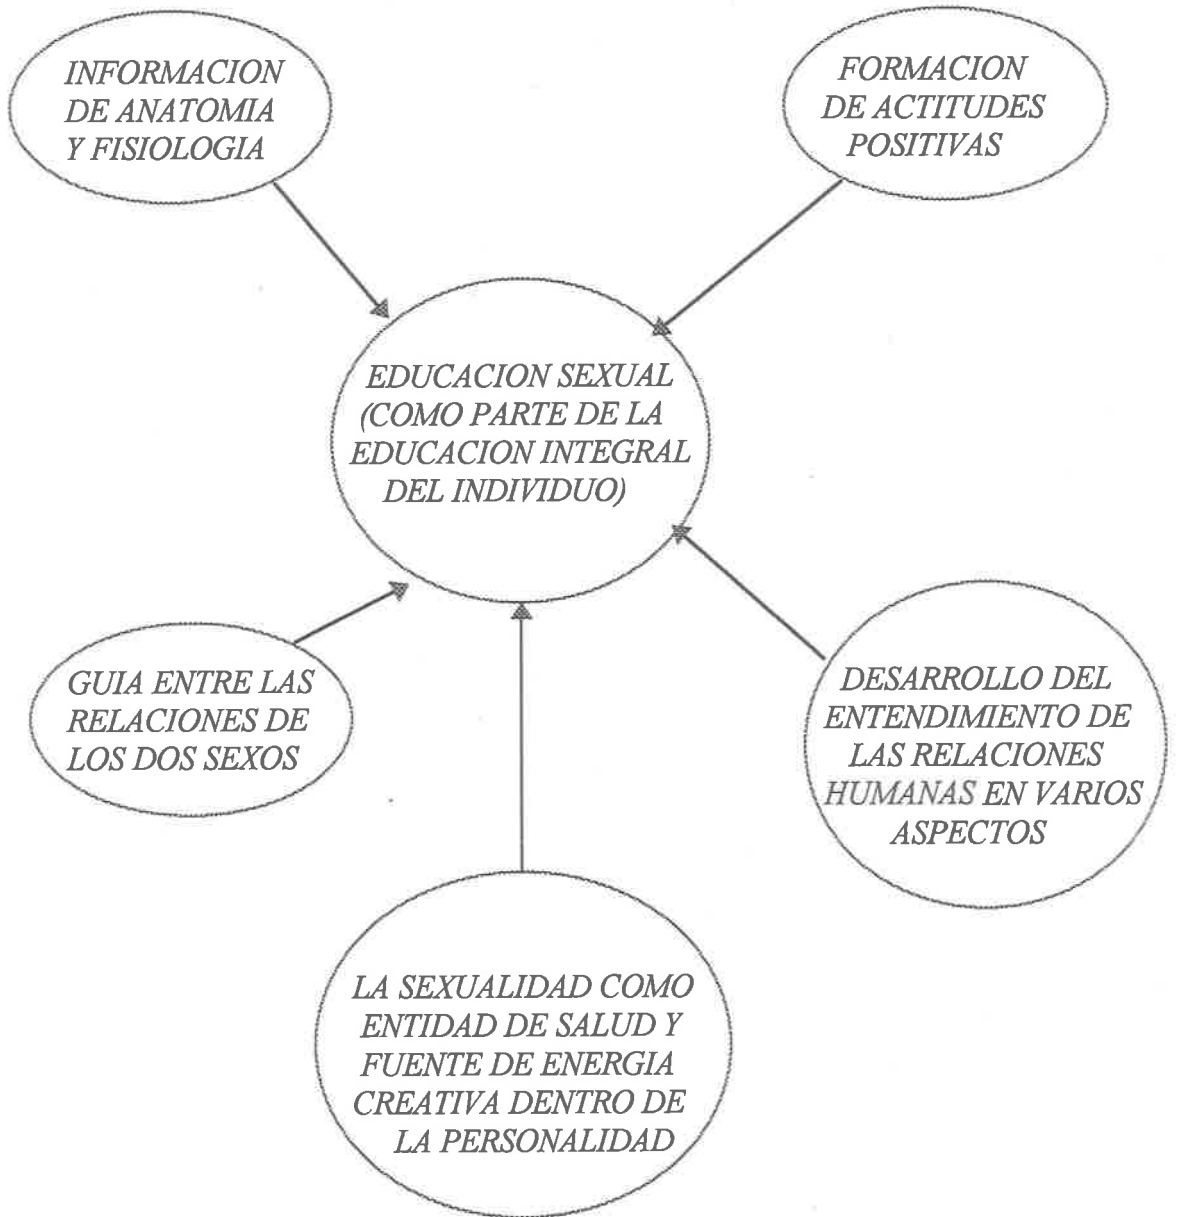 INFORMACION
DE ANATOMIA
Y FISIOLOGIA
FORMACION
DE ACTITUDES
POSITIVAS
EDUCACION SEXUAL
(COMO PARTE DE LA
EDUCACION INTEGRAL
DEL INDIVIDUO)
GUIA ENTRE LAS
RELACIONES DE
LOS DOS SEXOS
DESARROLLO DEL
ENTENDIMIENTO DE
LAS RELACIONES
HUMANAS EN VARIOS
ASPECTOS
LA SEXUALIDAD COMO
ENTIDAD DE SALUD Y
FUENTE DE ENERGIA
CREATIVA DENTRO DE
LA PERSONALIDAD